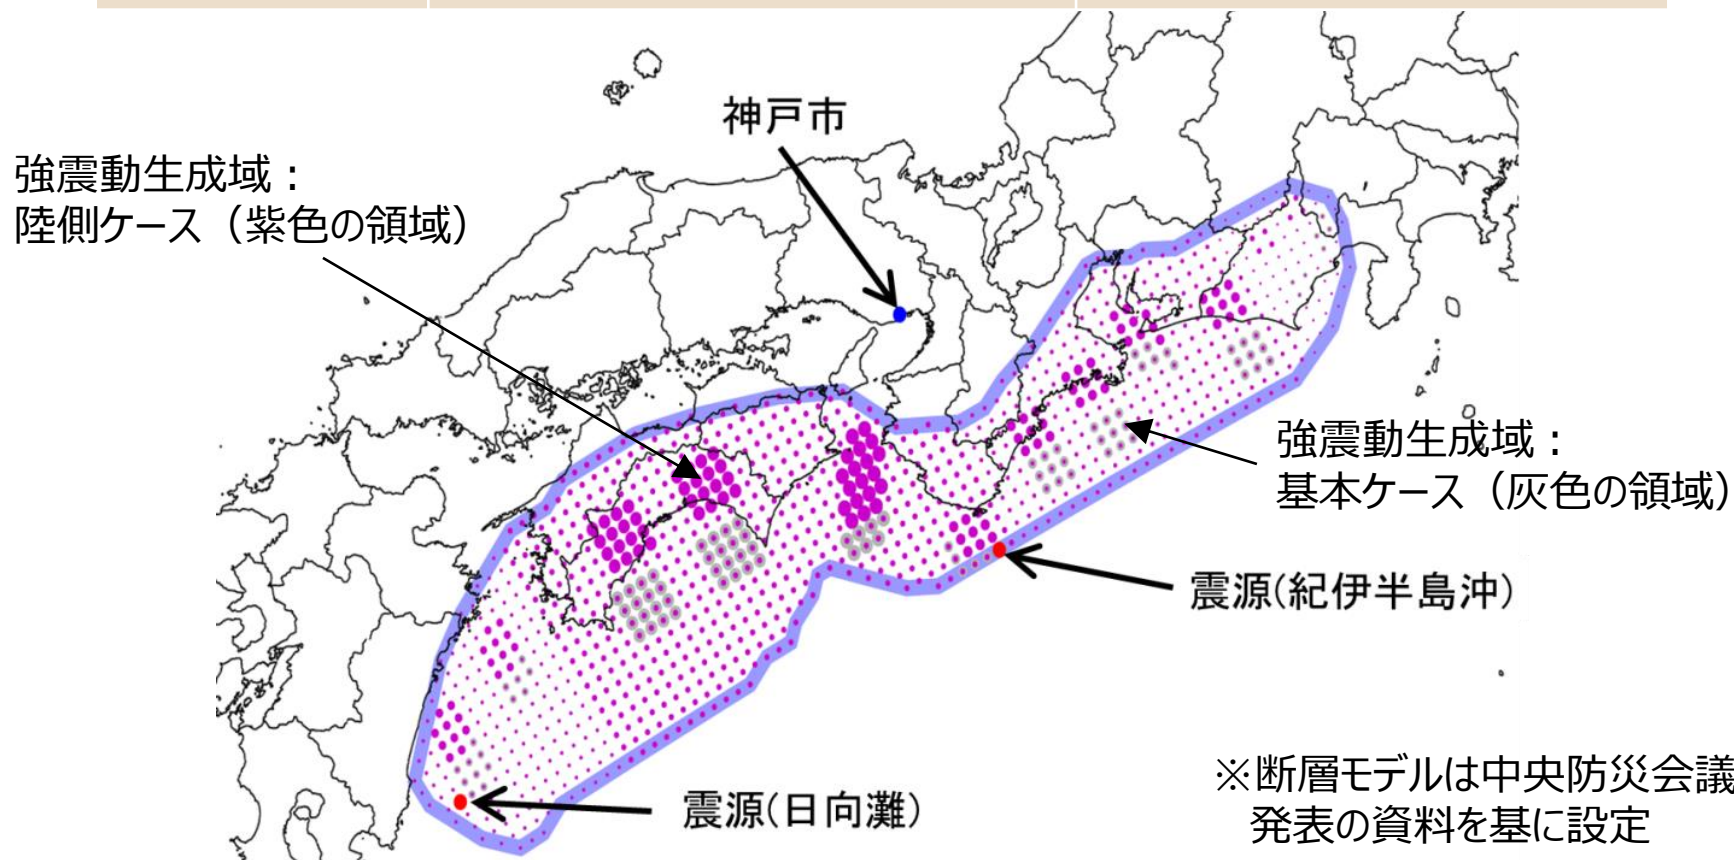 神戸市
強震動生成域：
陸側ケース（紫色の領域）
強震動生成域：
基本ケース（灰色の領域）
震源(紀伊半島沖)
震源(日向灘)
※断層モデルは中央防災会議
発表の資料を基に設定